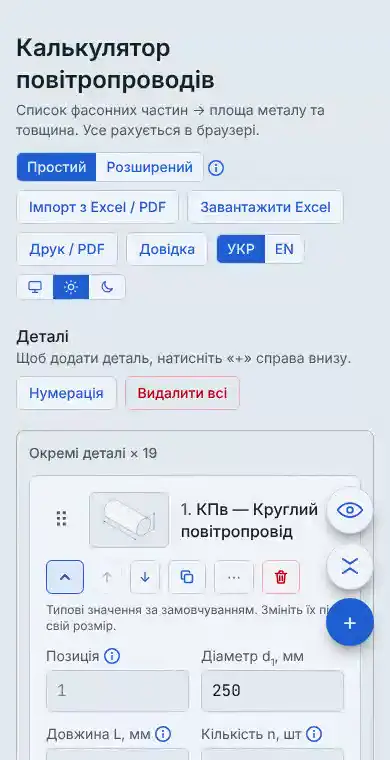 Калькулятор
повітропроводів
Список фасонних частин → площа металу та
товщина. Усе рахується в браузері.
Простий Розширений
Імпорт з Excel / PDF Завантажити Excel
Друк / PDF Довідка УКР EN
Деталі
Щоб додати деталь, натисніть «+» справа внизу.
Нумерація Видалити всі
Окремі деталі × 19
1. КПв — Круглий
повітропровід
Типові значення за замовчуванням. Змініть їх
свій розмір.
Позиція Діаметр d₁, мм
1 250
Довжина L, мм Кількість n, шт